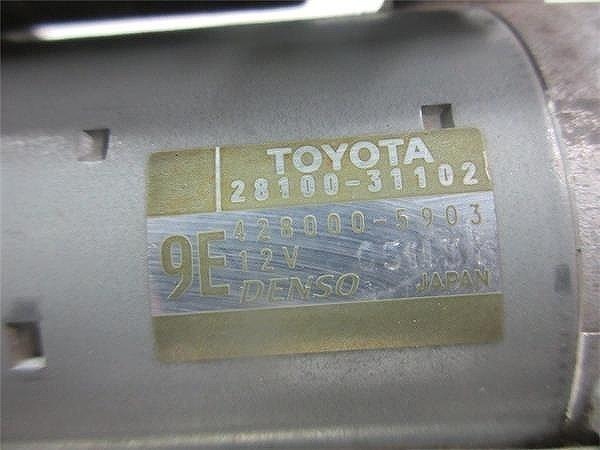 TOYOTA
28100-31102
428000-5903
9E 12V
DENSO JAPAN